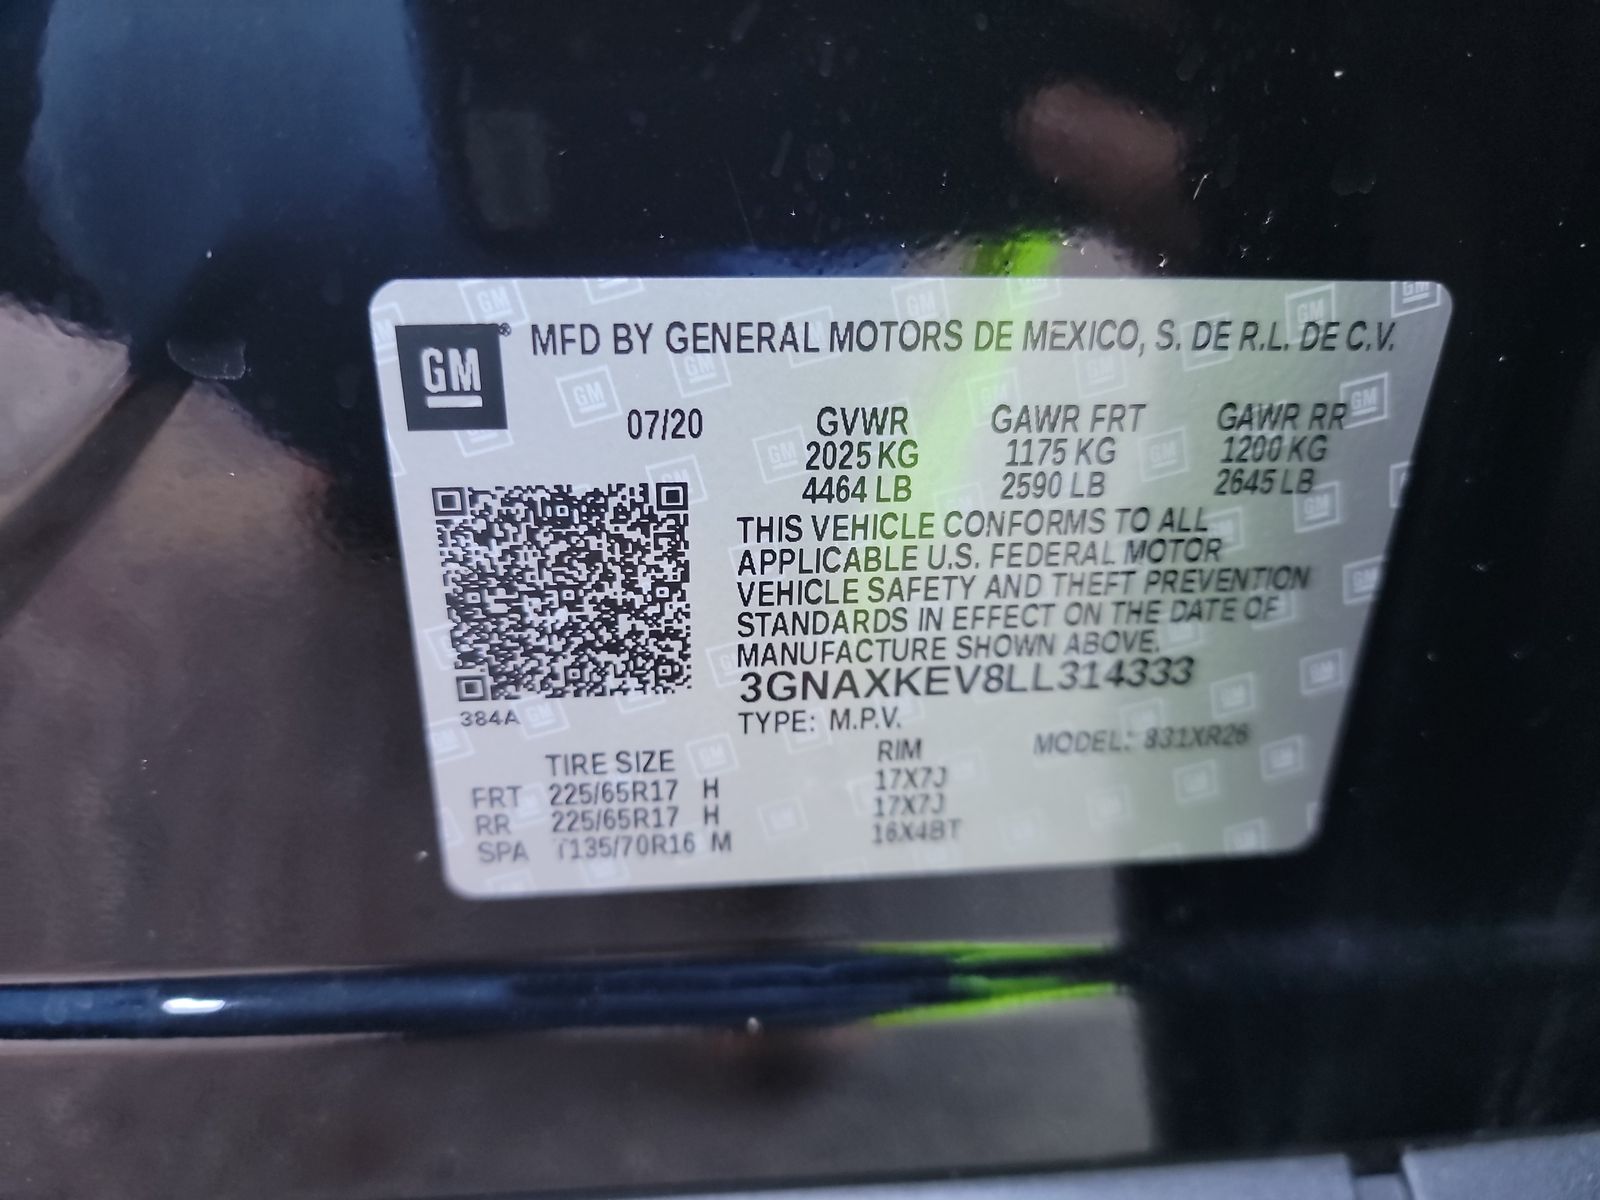 GM® MFD BY GENERAL MOTORS DE MEXICO, S. DE R.L. DE C.V.
07/20 GVWR GAWR FRT GAWR RR
2025 KG 1175 KG 1200 KG
4464 LB 2590 LB 2645 LB
THIS VEHICLE CONFORMS TO ALL
APPLICABLE U.S. FEDERAL MOTOR
VEHICLE SAFETY AND THEFT PREVENTION
STANDARDS IN EFFECT ON THE DATE OF
MANUFACTURE SHOWN ABOVE.
3GNAXKEV8LL314333
384A
TYPE: M.P.V.
MODEL: 831XR26
TIRE SIZE RIM
FRT 225/65R17 H 17X7J
RR 225/65R17 H 17X7J
SPA T135/70R16 M 16X4BT